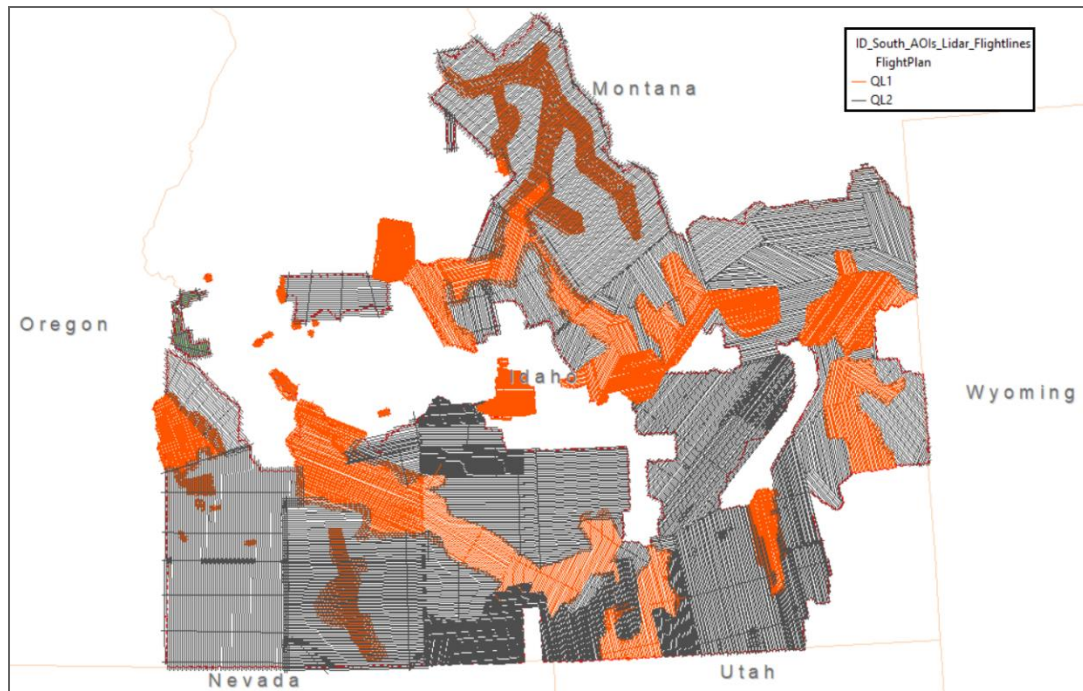 ID_South_AOIs_Lidar_Flightlines
FlightPlan
QL1
QL2
Montana
Oregon
Idaho
Wyoming
Nevada
Utah